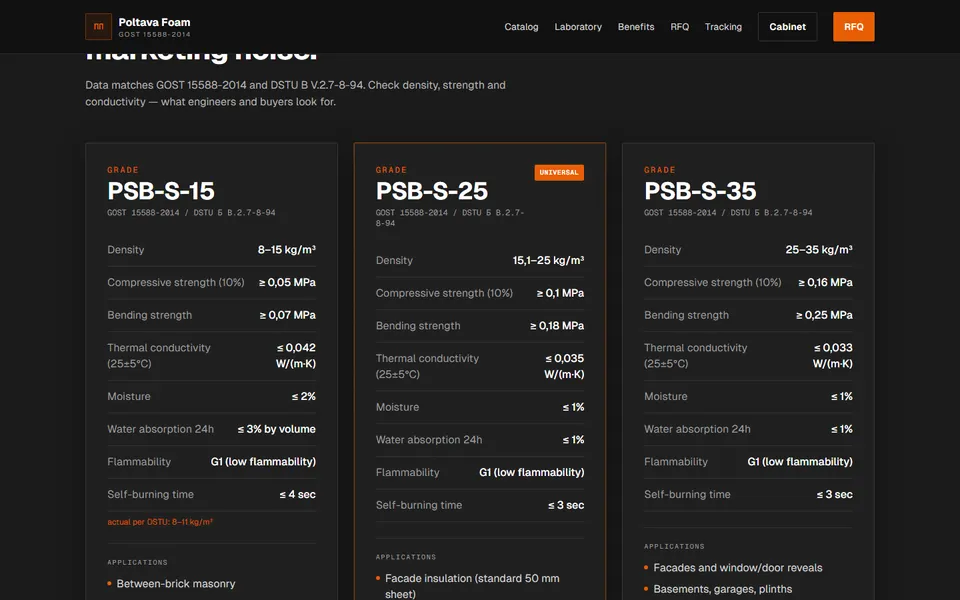 Poltava Foam
GOST 15588-2014
Catalog
Laboratory
Benefits
RFQ
Tracking
Cabinet
RFQ
marketing noise.
Data matches GOST 15588-2014 and DSTU B V.2.7-8-94. Check density, strength and
conductivity — what engineers and buyers look for.
GRADE
PSB-S-15
GOST 15588-2014 / DSTU Б В.2.7-8-94
Density 8–15 kg/m³
Compressive strength (10%) ≥ 0,05 MPa
Bending strength ≥ 0,07 MPa
Thermal conductivity ≤ 0,042
(25±5°C) W/(m·K)
Moisture ≤ 2%
Water absorption 24h ≤ 3% by volume
Flammability G1 (low flammability)
Self-burning time ≤ 4 sec
actual per DSTU: 8–11 kg/m³
APPLICATIONS
Between-brick masonry
GRADE
UNIVERSAL
PSB-S-25
GOST 15588-2014 / DSTU Б В.2.7-
8-94
Density 15,1–25 kg/m³
Compressive strength (10%) ≥ 0,1 MPa
Bending strength ≥ 0,18 MPa
Thermal conductivity ≤ 0,035
(25±5°C) W/(m·K)
Moisture ≤ 1%
Water absorption 24h ≤ 1%
Flammability G1 (low flammability)
Self-burning time ≤ 3 sec
APPLICATIONS
Facade insulation (standard 50 mm
sheet)
GRADE
PSB-S-35
GOST 15588-2014 / DSTU Б В.2.7-8-94
Density 25–35 kg/m³
Compressive strength (10%) ≥ 0,16 MPa
Bending strength ≥ 0,25 MPa
Thermal conductivity ≤ 0,033
(25±5°C) W/(m·K)
Moisture ≤ 1%
Water absorption 24h ≤ 1%
Flammability G1 (low flammability)
Self-burning time ≤ 3 sec
APPLICATIONS
Facades and window/door reveals
Basements, garages, plinths